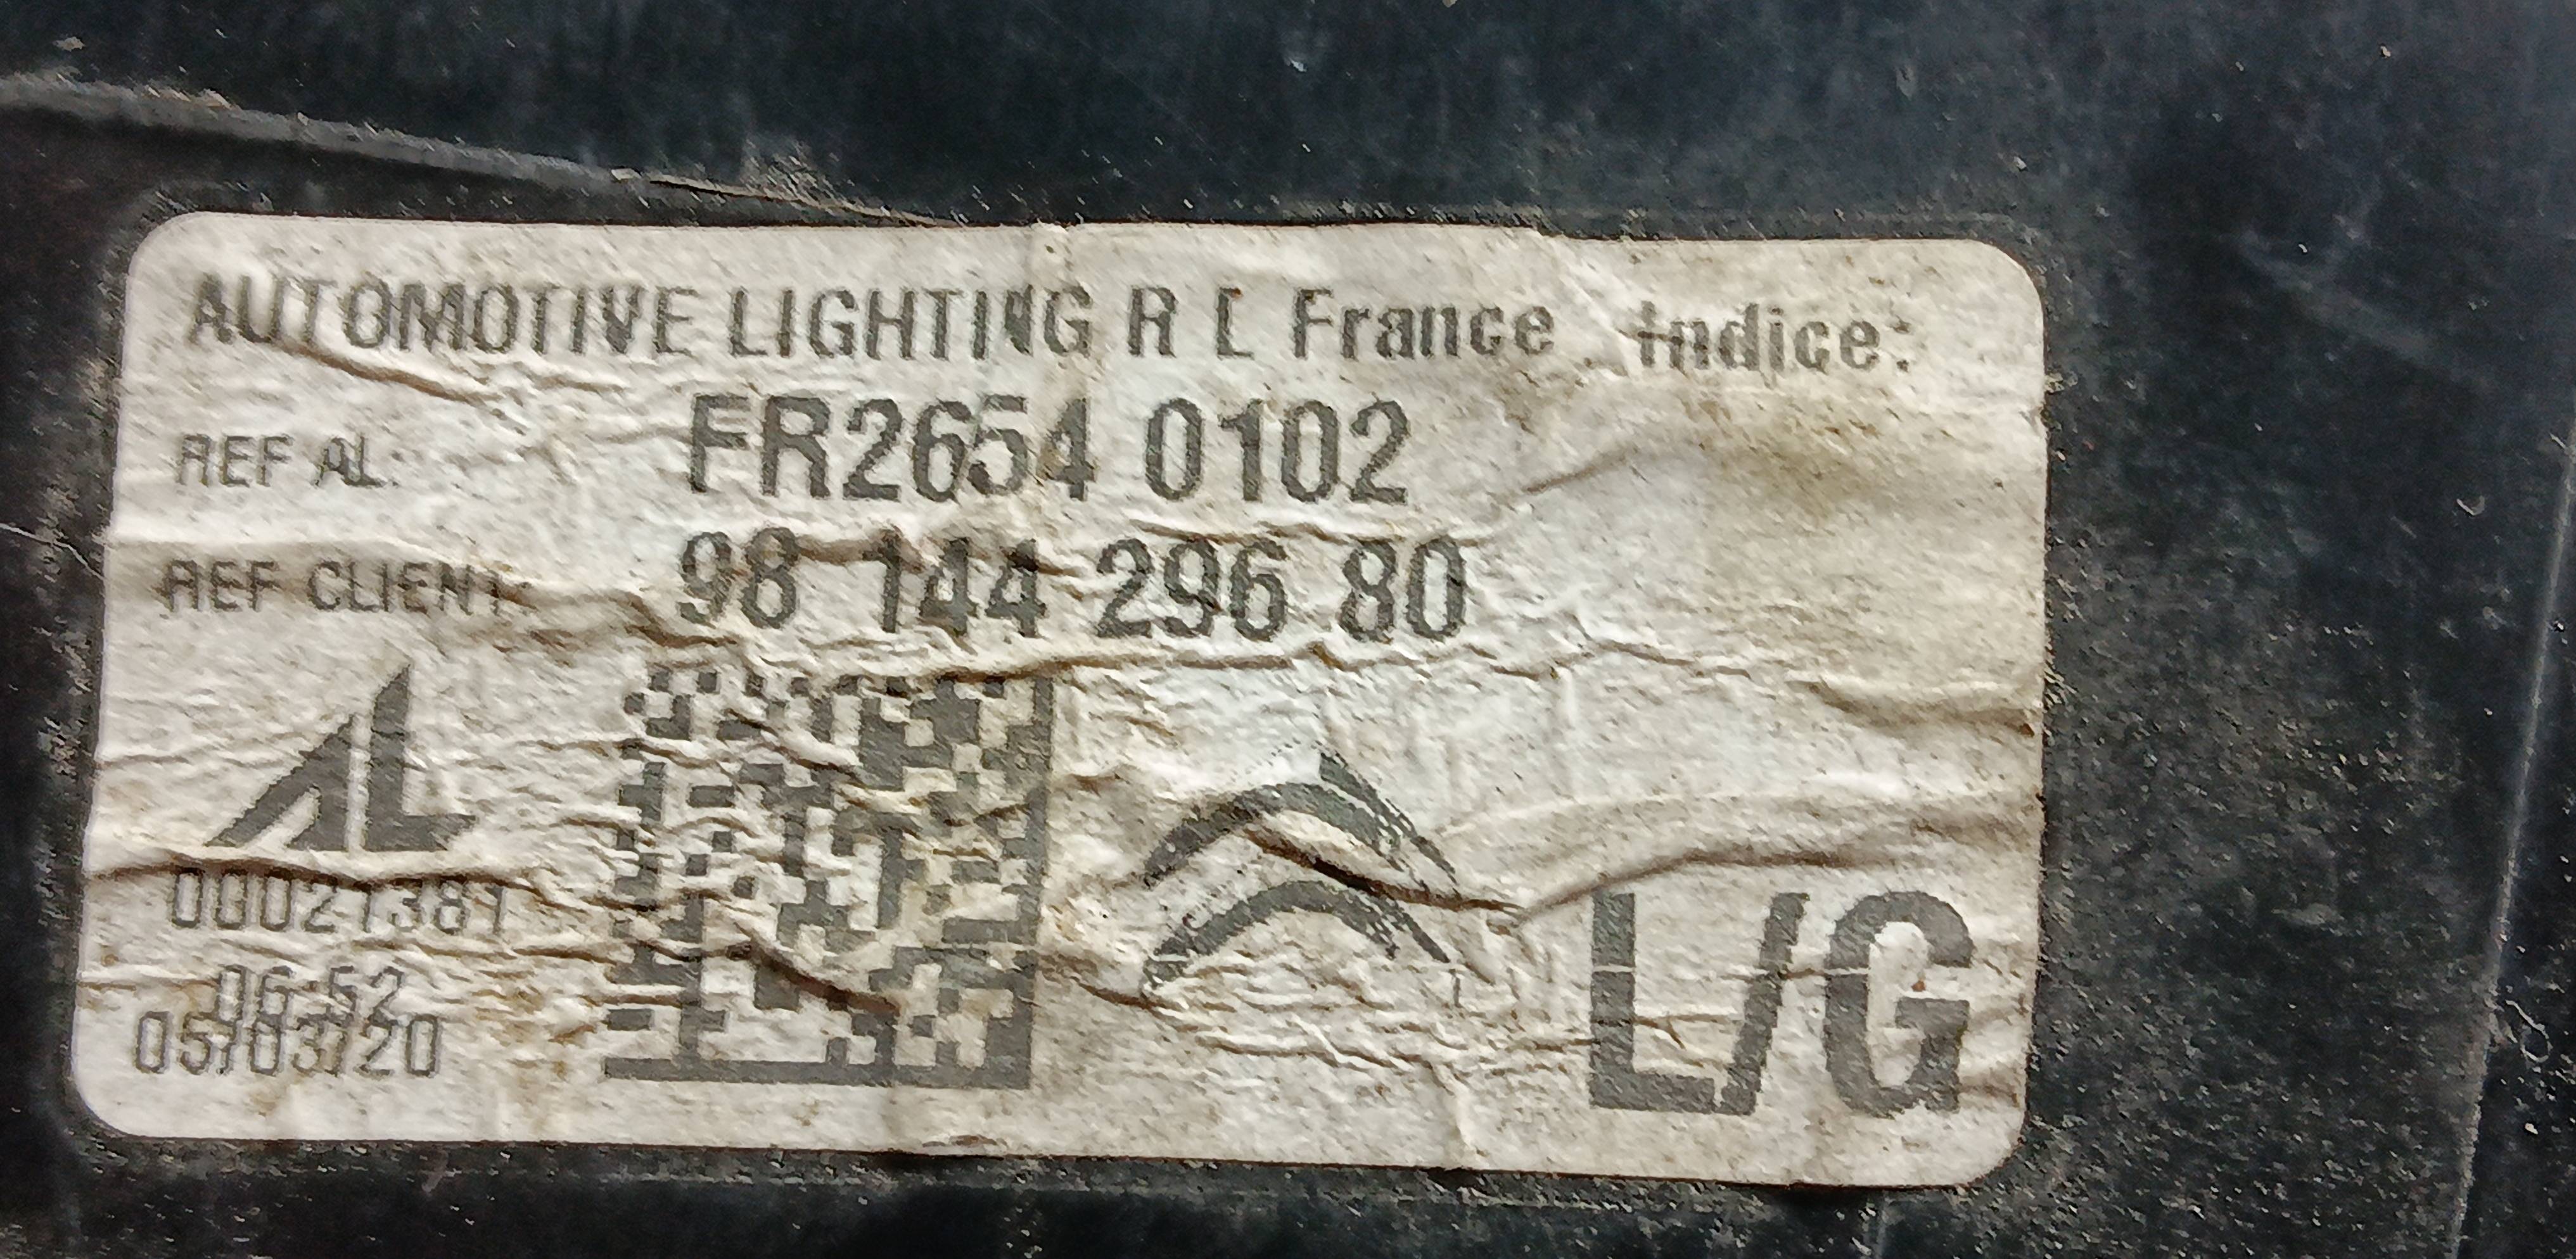 AUTOMOTIVE LIGHTING R L France Indice:
REF AL: FR2654 0102
REF CLIENT: 98 144 296 80
AL
00021381
06:52
05/03/20
L/G